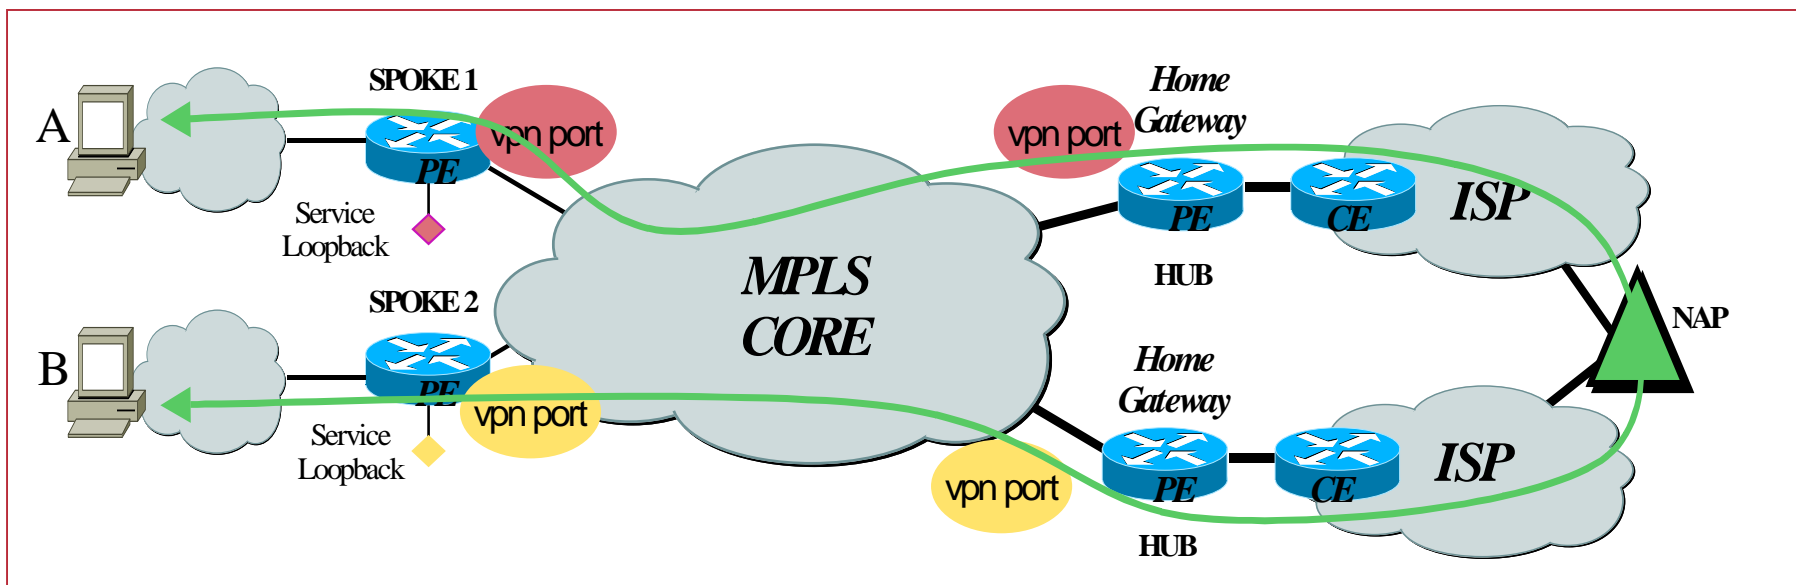 SPOKE 1
A
vpn port
PE
Service
Loopback
vpn port
Home
Gateway
PE
CE
ISP
HUB
MPLS
CORE
NAP
SPOKE 2
B
PE
vpn port
Service
Loopback
Home
Gateway
vpn port
PE
CE
ISP
HUB